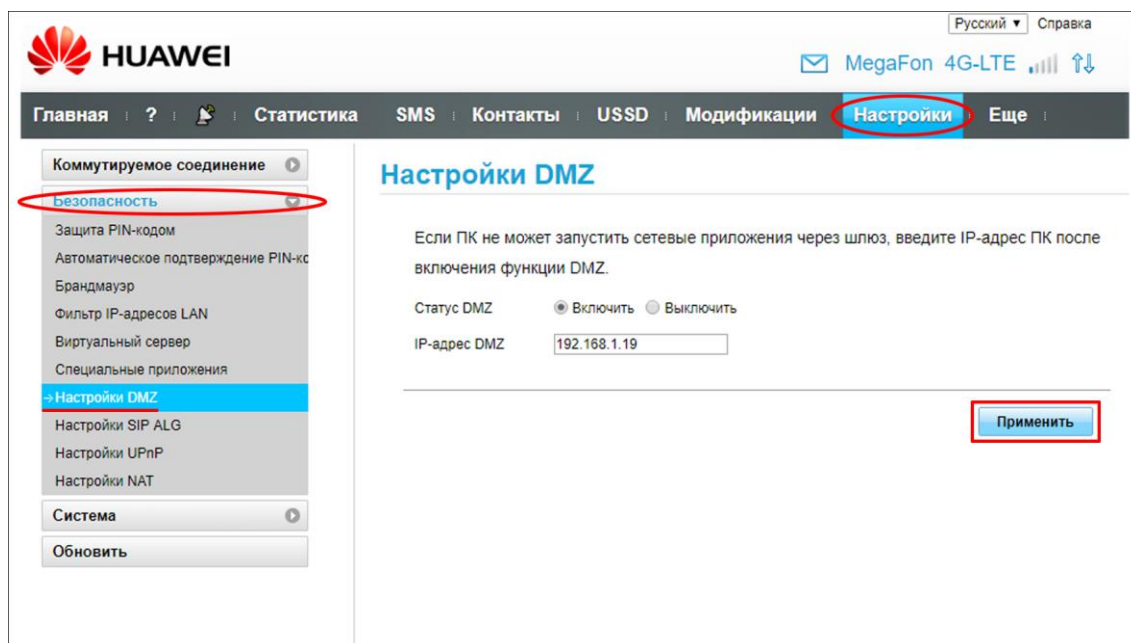 Русский ▼ Справка
HUAWEI
MegaFon 4G-LTE
Главная ? Статистика SMS Контакты USSD Модификации Настройки Еще
Коммутируемое соединение
Безопасность
Защита PIN-кодом
Автоматическое подтверждение PIN-кс
Брандмауэр
Фильтр IP-адресов LAN
Виртуальный сервер
Специальные приложения
→Настройки DMZ
Настройки SIP ALG
Настройки UPnP
Настройки NAT
Система
Обновить
Настройки DMZ
Если ПК не может запустить сетевые приложения через шлюз, введите IP-адрес ПК после
включения функции DMZ.
Статус DMZ Включить Выключить
IP-адрес DMZ 192.168.1.19
Применить